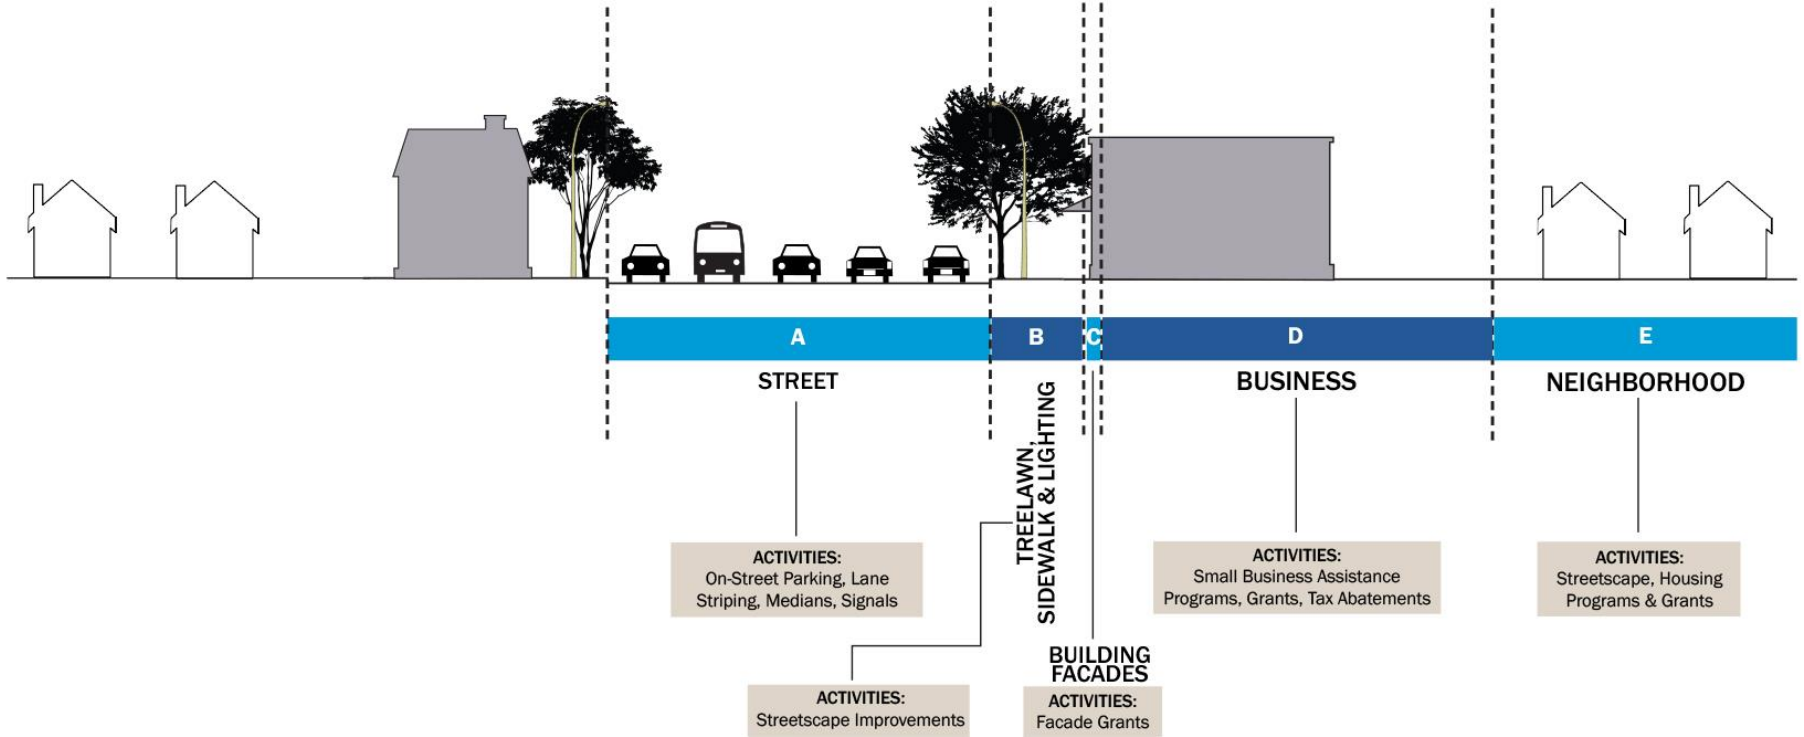 A
B
C
D
E
STREET
BUSINESS
NEIGHBORHOOD
TREELAWN,
SIDEWALK & LIGHTING
ACTIVITIES:
On-Street Parking, Lane
Striping, Medians, Signals
ACTIVITIES:
Small Business Assistance
Programs, Grants, Tax Abatements
ACTIVITIES:
Streetscape, Housing
Programs & Grants
BUILDING
FACADES
ACTIVITIES:
Streetscape Improvements
ACTIVITIES:
Facade Grants